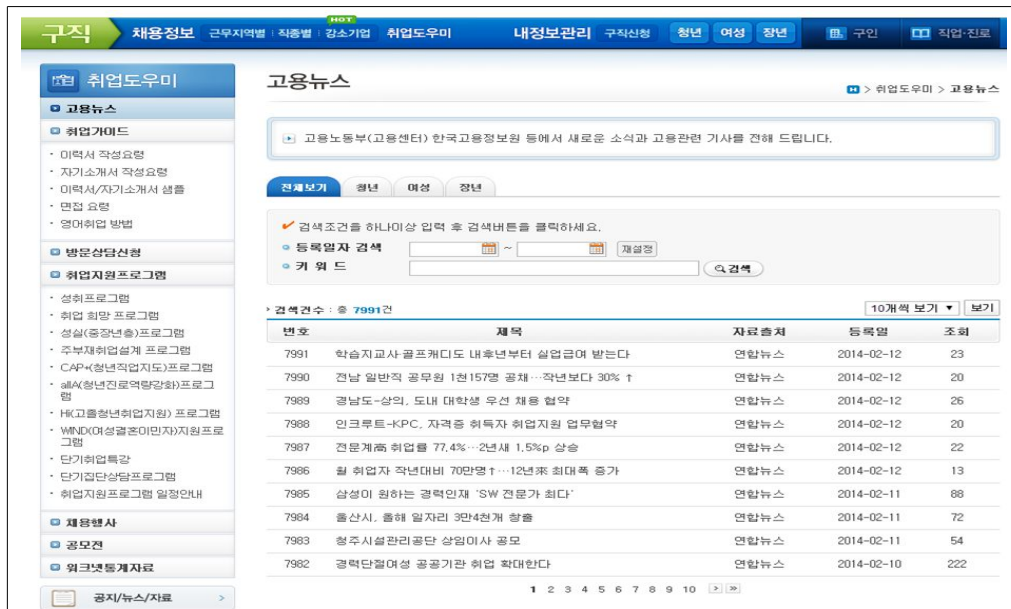 구직
채용정보 근무지역별 직종별 강소기업 취업도우미 내정보관리 구직신청 청년 여성 장년 구인 직업·진로
HOT
취업도우미
고용뉴스
취업가이드
· 이력서 작성요령
· 자기소개서 작성요령
· 이력서/자기소개서 샘플
· 면접 요령
· 영어취업 방법
방문상담신청
취업지원프로그램
· 성취프로그램
· 취업 희망 프로그램
· 성실(중장년층)프로그램
· 주부재취업설계 프로그램
· CAP+(청년직업지도)프로그램
· allA(청년진로역량강화)프로그
램
· Hi(고졸청년취업지원) 프로그램
· WIND(여성결혼이민자)지원프로
그램
· 단기취업특강
· 단기집단상담프로그램
· 취업지원프로그램 일정안내
채용행사
공모전
워크넷통계자료
공지/뉴스/자료 >
고용뉴스
H > 취업도우미 > 고용뉴스
고용노동부(고용센터) 한국고용정보원 등에서 새로운 소식과 고용관련 기사를 전해 드립니다.
전체보기 청년 여성 장년
검색조건을 하나이상 입력 후 검색버튼을 클릭하세요.
등록일자 검색 ~ 재설정
키 워 드 검색
검색건수 : 총 7991건 10개씩 보기 ▼ 보기
번호 제목 자료출처 등록일 조회
7991 학습지교사·골프캐디도 내후년부터 실업급여 받는다 연합뉴스 2014-02-12 23
7990 전남 일반직 공무원 1천157명 공채…작년보다 30% ↑ 연합뉴스 2014-02-12 20
7989 경남도-상의, 도내 대학생 우선 채용 협약 연합뉴스 2014-02-12 26
7988 인크루트-KPC, 자격증 취득자 취업지원 업무협약 연합뉴스 2014-02-12 20
7987 전문계高 취업률 77.4%…2년새 1.5%p 상승 연합뉴스 2014-02-12 22
7986 월 취업자 작년대비 70만명↑…12년來 최대폭 증가 연합뉴스 2014-02-12 13
7985 삼성이 원하는 경력인재 'SW 전문가 최다' 연합뉴스 2014-02-11 88
7984 울산시, 올해 일자리 3만4천개 창출 연합뉴스 2014-02-11 72
7983 청주시설관리공단 상임이사 공모 연합뉴스 2014-02-11 54
7982 경력단절여성 공공기관 취업 확대한다 연합뉴스 2014-02-10 222
1 2 3 4 5 6 7 8 9 10 > »